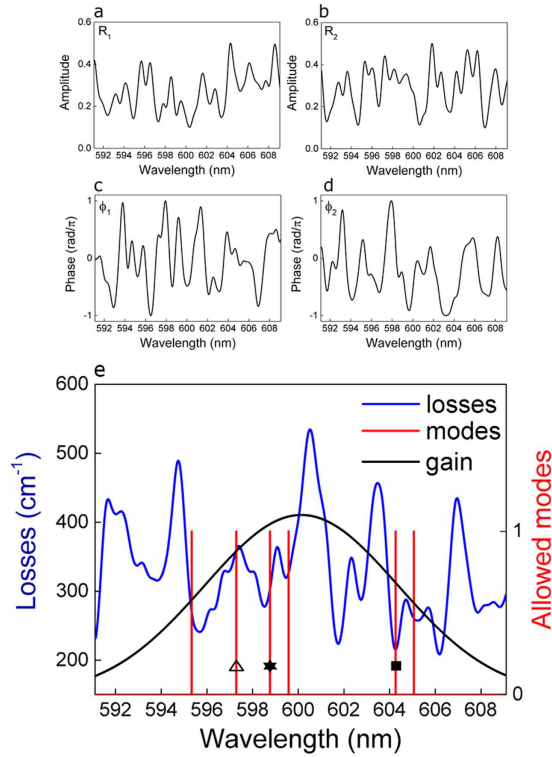 a
b
0.6
R1
0.4
0.2
0.0
Amplitude
592 594 596 598 600 602 604 606 608
Wavelength (nm)
0.6
R2
0.4
0.2
0.0
Amplitude
592 594 596 598 600 602 604 606 608
Wavelength (nm)
c
d
ϕ1
1
0
-1
Phase (rad/π)
592 594 596 598 600 602 604 606 608
Wavelength (nm)
ϕ2
1
0
-1
Phase (rad/π)
592 594 596 598 600 602 604 606 608
Wavelength (nm)
e
600
500
400
300
200
Losses (cm-1)
losses
modes
gain
1
0
Allowed modes
592 594 596 598 600 602 604 606 608
Wavelength (nm)